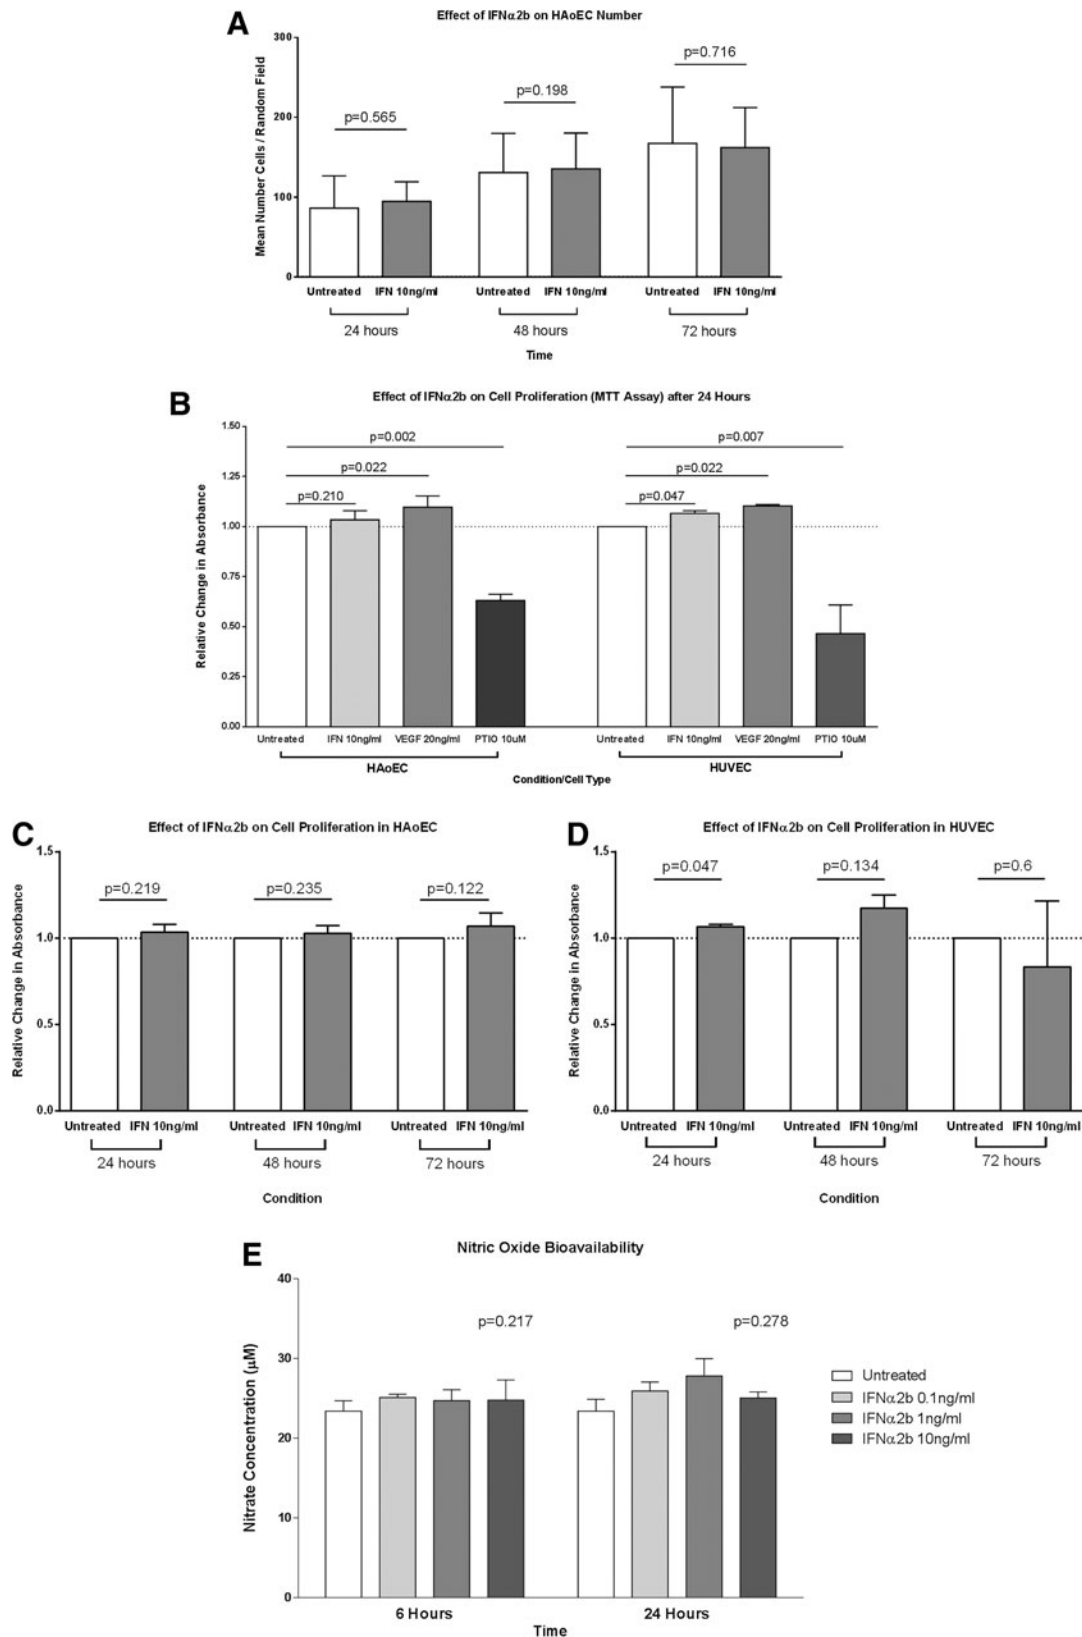 A
Effect of IFNα2b on HAoEC Number
Mean Number Cells / Random Field
300
200
100
0
p=0.565
p=0.198
p=0.716
Untreated IFN 10ng/ml Untreated IFN 10ng/ml Untreated IFN 10ng/ml
24 hours 48 hours 72 hours
Time
B
Effect of IFNα2b on Cell Proliferation (MTT Assay) after 24 Hours
Relative Change in Absorbance
1.50
1.25
1.00
0.75
0.50
0.25
0.00
p=0.002
p=0.022
p=0.210
p=0.007
p=0.022
p=0.047
Untreated IFN 10ng/ml VEGF 20ng/ml PTIO 10uM Untreated IFN 10ng/ml VEGF 20ng/ml PTIO 10uM
HAoEC HUVEC
Condition/Cell Type
C
Effect of IFNα2b on Cell Proliferation in HAoEC
Relative Change in Absorbance
1.5
1.0
0.5
0.0
p=0.219
p=0.235
p=0.122
Untreated IFN 10ng/ml Untreated IFN 10ng/ml Untreated IFN 10ng/ml
24 hours 48 hours 72 hours
Condition
D
Effect of IFNα2b on Cell Proliferation in HUVEC
Relative Change in Absorbance
1.5
1.0
0.5
0.0
p=0.047
p=0.134
p=0.6
Untreated IFN 10ng/ml Untreated IFN 10ng/ml Untreated IFN 10ng/ml
24 hours 48 hours 72 hours
Condition
E
Nitric Oxide Bioavailability
Nitrate Concentration (μM)
40
30
20
10
0
p=0.217
p=0.278
6 Hours 24 Hours
Time
Untreated
IFNα2b 0.1ng/ml
IFNα2b 1ng/ml
IFNα2b 10ng/ml